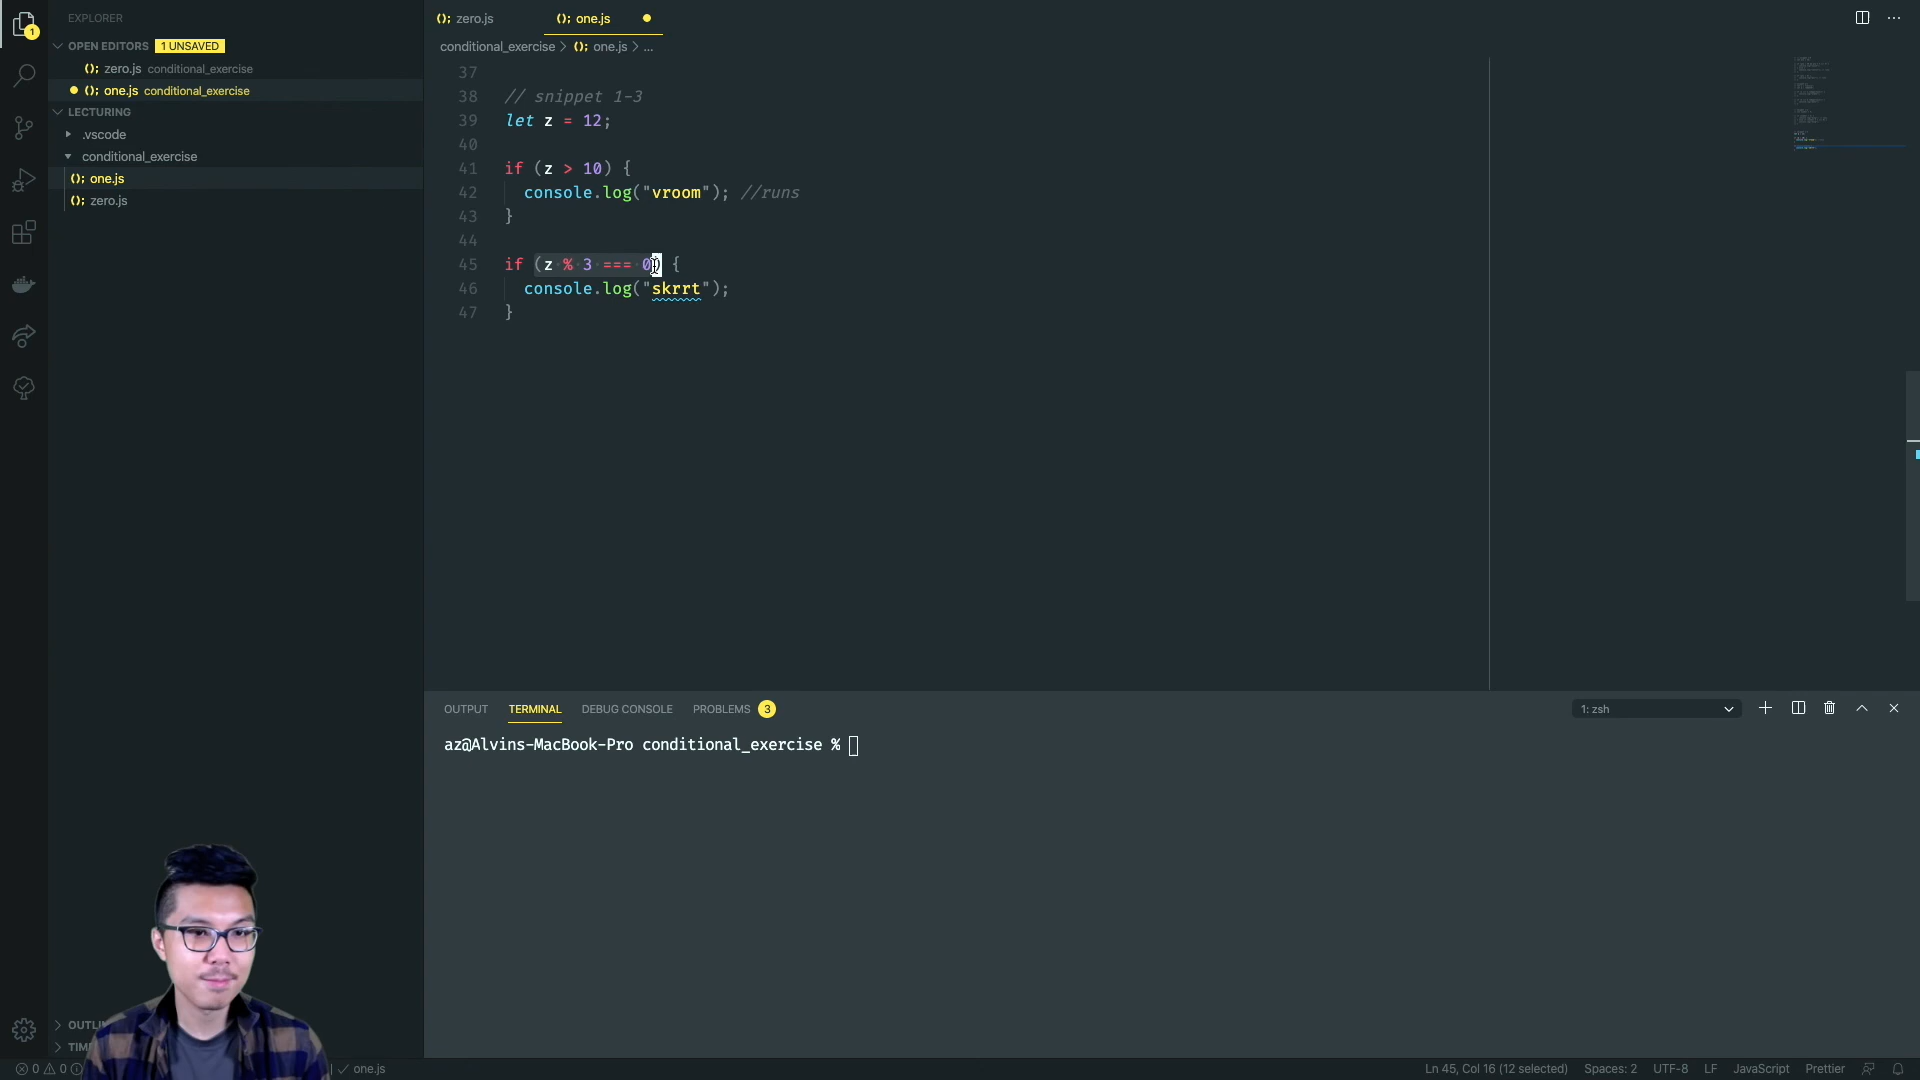 EXPLORER
OPEN EDITORS 1 UNSAVED
(); zero.js conditional_exercise
(); one.js conditional_exercise
LECTURING
.vscode
conditional_exercise
(); one.js
(); zero.js
1
(); zero.js
(); one.js
conditional_exercise > (); one.js > ...
37
38 // snippet 1-3
39 let z = 12;
40
41 if (z > 10) {
42 console.log("vroom"); //runs
43 }
44
45 if (z % 3 === 0) {
46 console.log("skrrt");
47 }
OUTPUT TERMINAL DEBUG CONSOLE PROBLEMS 3
1: zsh
az@Alvins-MacBook-Pro conditional_exercise %
0 0 one.js
Ln 45, Col 16 (12 selected) Spaces: 2 UTF-8 LF JavaScript Prettier